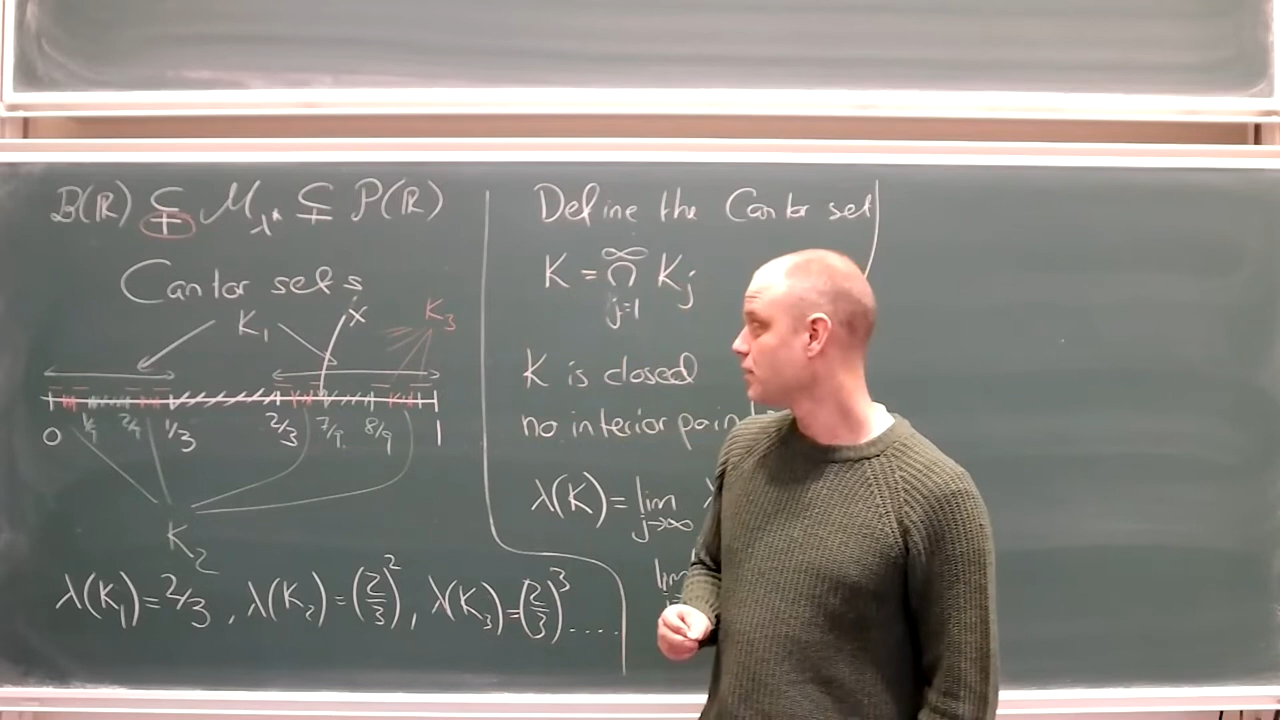 B(ℝ) ⊊ M_λ* ⊊ P(ℝ)
Cantor sets
K₁ x K₃
0 1/9 2/9 1/3 2/3 7/9 8/9 1
K₂
λ(K₁)=2/3, λ(K₂)=(2/3)², λ(K₃)=(2/3)³ ....
Define the Cantor set
K = ∩_{j=1}^{∞} K_j
K is closed
no interior poin
λ(K)= lim_{j→∞} λ
lim